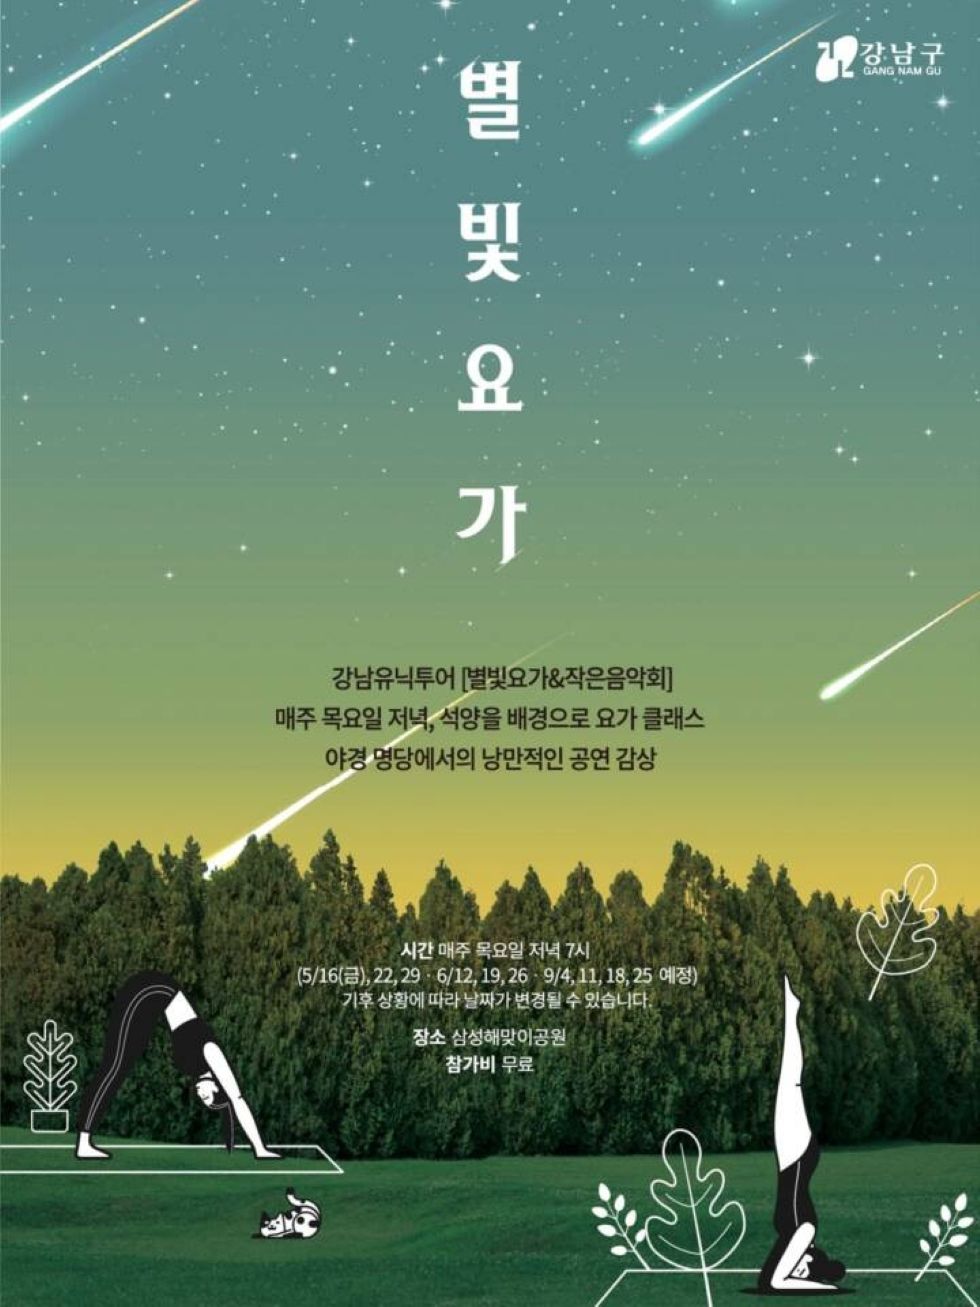 강남구
GANG NAM GU
별
빛
요
가
강남유닉투어 [별빛요가&작은음악회]
매주 목요일 저녁, 석양을 배경으로 요가 클래스
야경 명당에서의 낭만적인 공연 감상
시간 매주 목요일 저녁 7시
(5/16(금), 22, 29 · 6/12, 19, 26 · 9/4, 11, 18, 25 예정)
기후 상황에 따라 날짜가 변경될 수 있습니다.
장소 삼성해맞이공원
참가비 무료